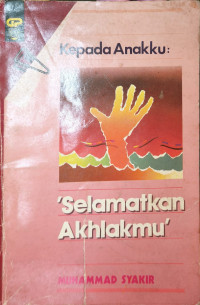 Kepada Anakku:
'Selamatkan
Akhlakmu'
MUHAMMAD SYAKIR